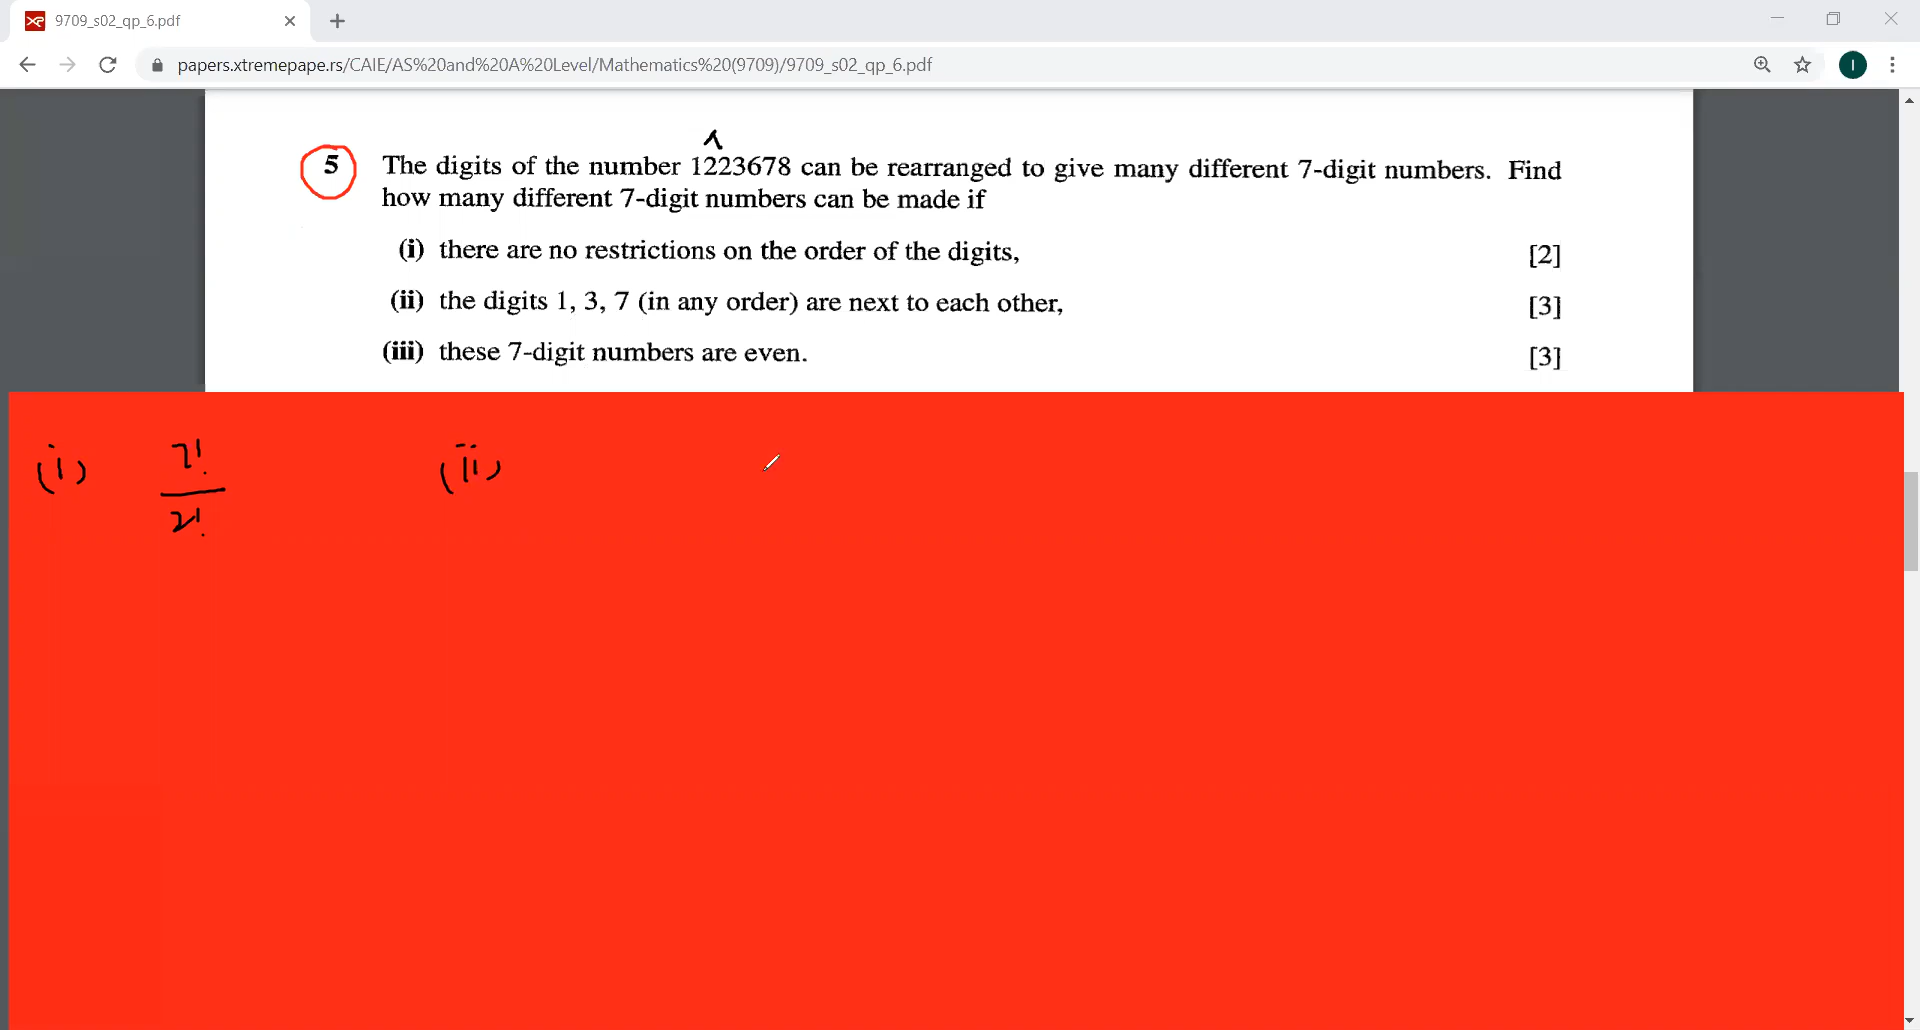 9709_s02_qp_6.pdf
papers.xtremepape.rs/CAIE/AS%20and%20A%20Level/Mathematics%20(9709)/9709_s02_qp_6.pdf
I
5 The digits of the number 1223678 can be rearranged to give many different 7-digit numbers. Find
how many different 7-digit numbers can be made if
(i) there are no restrictions on the order of the digits, [2]
(ii) the digits 1, 3, 7 (in any order) are next to each other, [3]
(iii) these 7-digit numbers are even. [3]
(i) 7! (ii)
2!